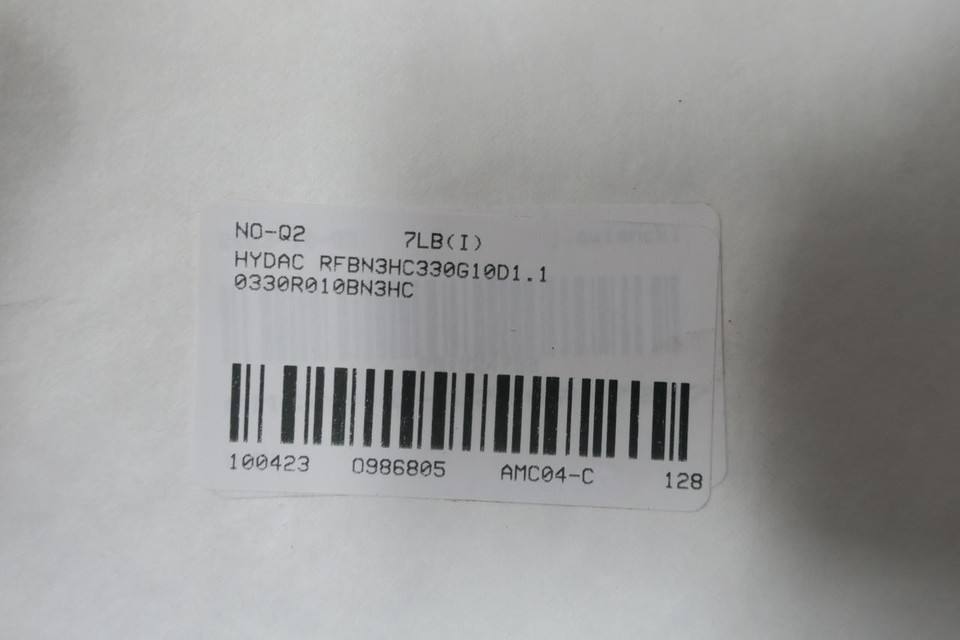 NO-Q2 7LB(I)
HYDAC RFBN3HC330G10D1.1
0330R010BN3HC
100423 0986805 AMC04-C 128